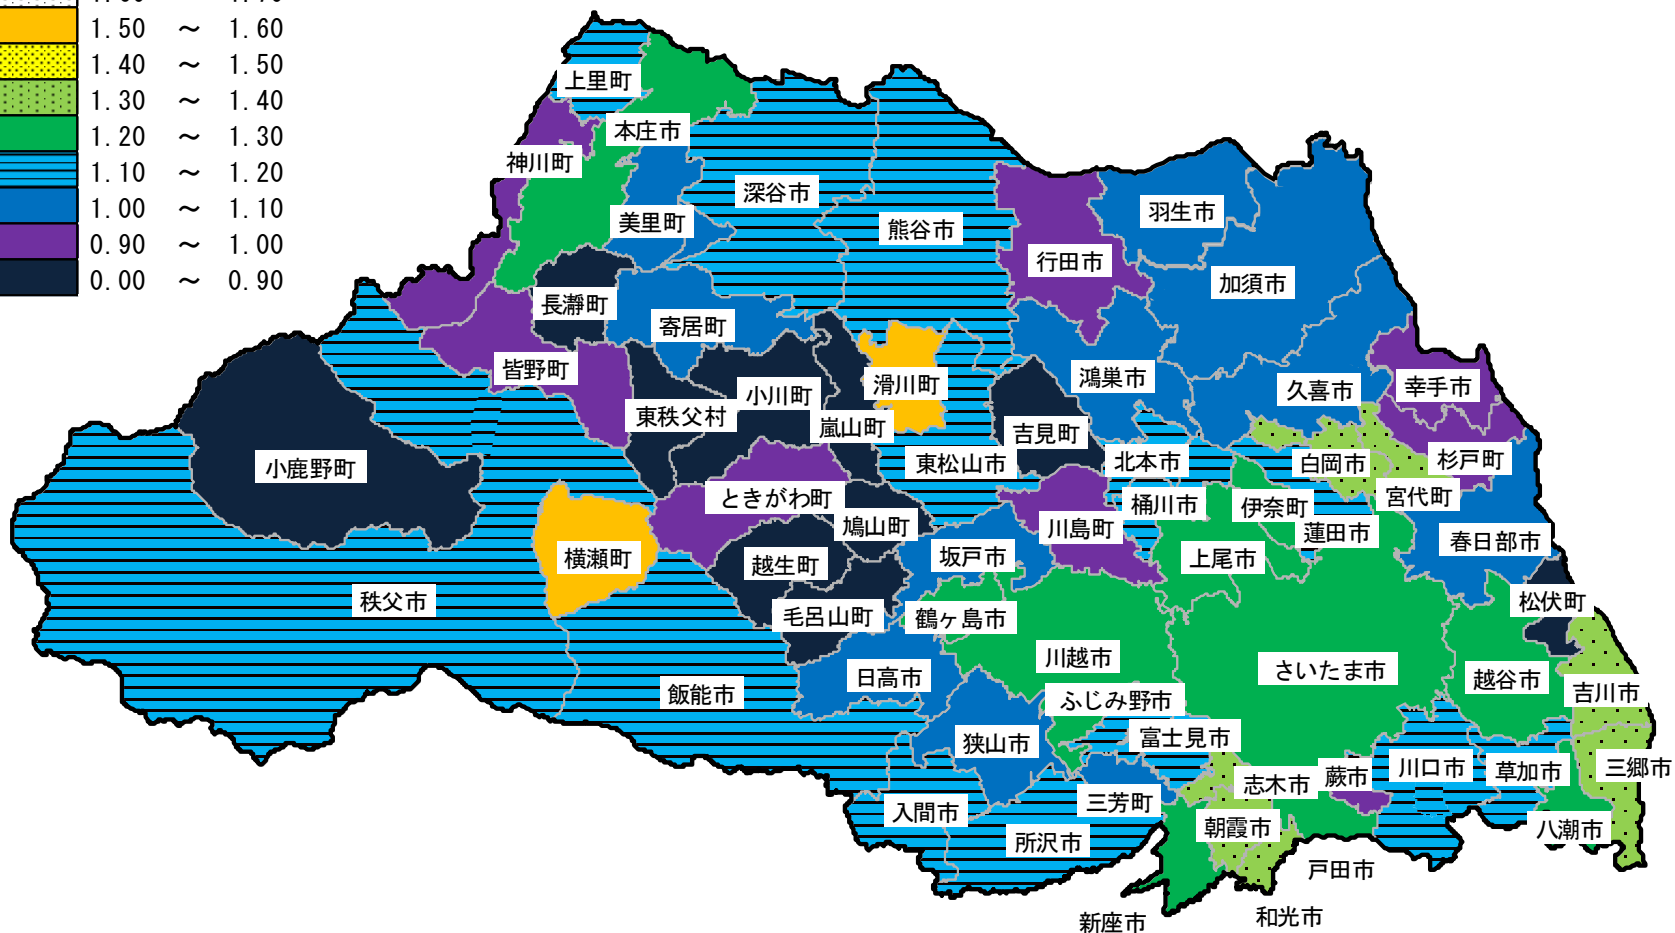 1.50 ～ 1.60
1.40 ～ 1.50
1.30 ～ 1.40
1.20 ～ 1.30
1.10 ～ 1.20
1.00 ～ 1.10
0.90 ～ 1.00
0.00 ～ 0.90
上里町
本庄市
神川町
深谷市
美里町
熊谷市
羽生市
行田市
加須市
長瀞町
寄居町
皆野町
滑川町
鴻巣市
久喜市
幸手市
小川町
東秩父村
嵐山町
吉見町
小鹿野町
東松山市
北本市
白岡市
杉戸町
ときがわ町
桶川市
伊奈町
宮代町
鳩山町
川島町
蓮田市
春日部市
横瀬町
越生町
坂戸市
上尾市
秩父市
毛呂山町
鶴ヶ島市
松伏町
川越市
さいたま市
日高市
越谷市
飯能市
ふじみ野市
吉川市
狭山市
富士見市
志木市
蕨市
川口市
草加市
三郷市
三芳町
入間市
朝霞市
八潮市
所沢市
戸田市
新座市
和光市